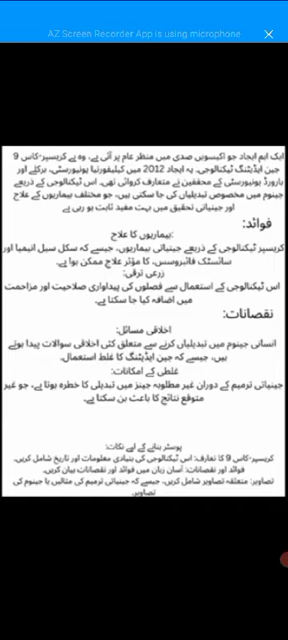 AZ Screen Recorder App is using microphone
ایک اہم ایجاد جو اکیسویں صدی میں منظر عام پر آئی ہے، وہ ہے کریسپر-کاس 9
جین ایڈیٹنگ ٹیکنالوجی۔ یہ ایجاد 2012 میں کیلیفورنیا یونیورسٹی، برکلے اور
ہارورڈ یونیورسٹی کے محققین نے متعارف کروائی تھی۔ اس ٹیکنالوجی کے ذریعے
جینوم میں مخصوص تبدیلیاں کی جا سکتی ہیں، جو مختلف بیماریوں کے علاج
اور جینیاتی تحقیق میں بہت مفید ثابت ہو رہی ہے
فوائد:
:بیماریوں کا علاج
کریسپر ٹیکنالوجی کے ذریعے جینیاتی بیماریوں، جیسے کہ سکل سیل انیمیا اور
سائسٹک فائبروسس، کا مؤثر علاج ممکن ہوا ہے۔
زرعی ترقی:
اس ٹیکنالوجی کے استعمال سے فصلوں کی پیداواری صلاحیت اور مزاحمت
میں اضافہ کیا جا سکتا ہے۔
نقصانات:
اخلاقی مسائل:
انسانی جینوم میں تبدیلیاں کرنے سے متعلق کئی اخلاقی سوالات پیدا ہوتے
ہیں، جیسے کہ جین ایڈیٹنگ کا غلط استعمال۔
غلطی کے امکانات:
جینیاتی ترمیم کے دوران غیر مطلوبہ جینز میں تبدیلی کا خطرہ ہوتا ہے، جو غیر
متوقع نتائج کا باعث بن سکتا ہے۔
پوسٹر بنانے کے لیے نکات:
کریسپر-کاس 9 کا تعارف: اس ٹیکنالوجی کی بنیادی معلومات اور تاریخ شامل کریں۔
فوائد اور نقصانات: آسان زبان میں فوائد اور نقصانات بیان کریں۔
تصاویر: متعلقہ تصاویر شامل کریں، جیسے کہ جینیاتی ترمیم کی مثالیں یا جینوم کی
تصاویر۔